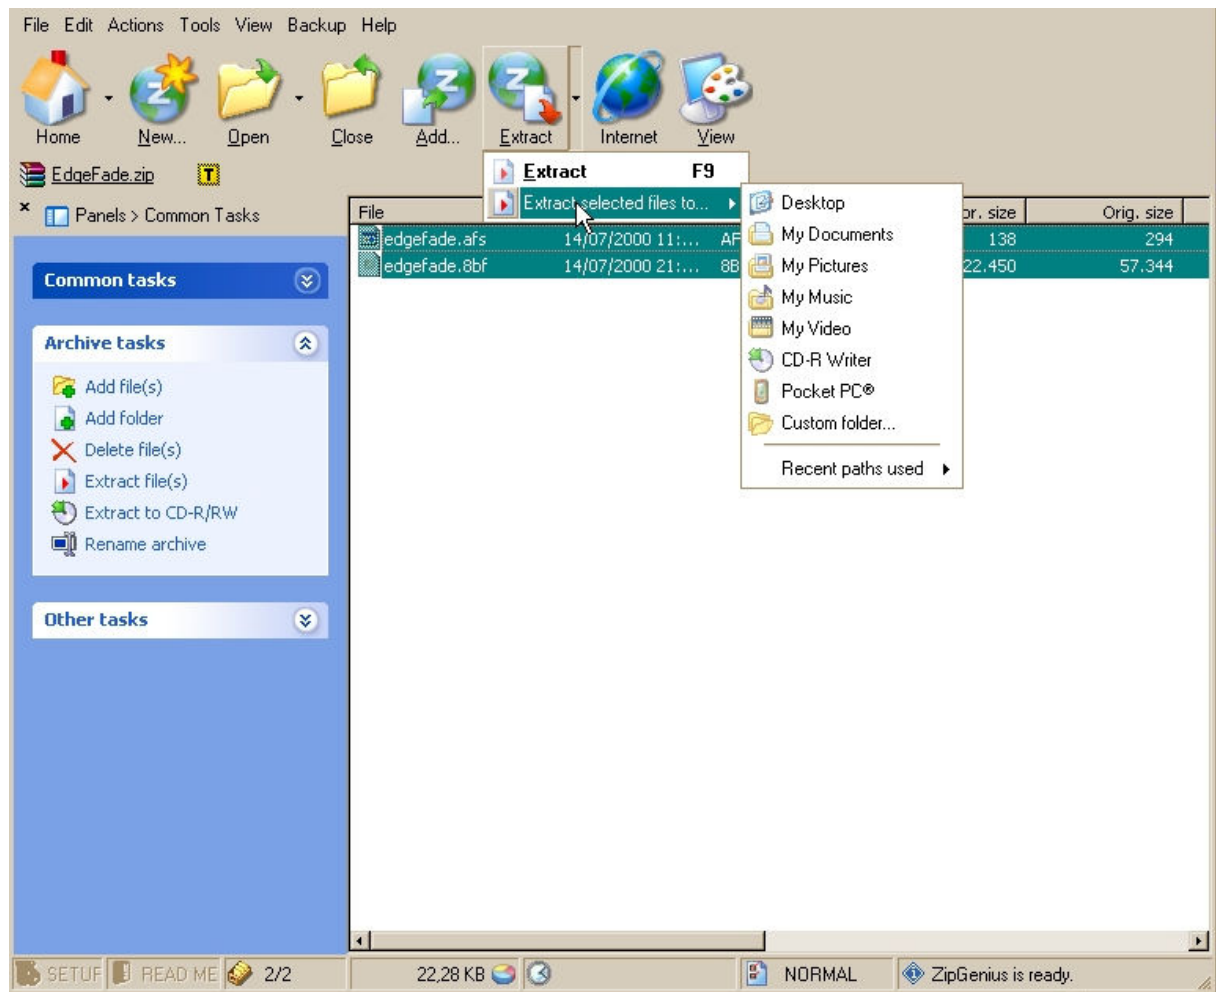 File Edit Actions Tools View Backup Help
Home New... Open Close Add... Extract Internet View
EdgeFade.zip T
Extract F9
Extract selected files to...
Panels > Common Tasks
File or. size Orig. size
edgefade.afs 14/07/2000 11:... AF 138 294
edgefade.8bf 14/07/2000 21:... 8B 22.450 57.344
Desktop
My Documents
My Pictures
My Music
My Video
CD-R Writer
Pocket PC®
Custom folder...
Recent paths used
Common tasks
Archive tasks
Add file(s)
Add folder
Delete file(s)
Extract file(s)
Extract to CD-R/RW
Rename archive
Other tasks
SETUP READ ME 2/2 22,28 KB NORMAL ZipGenius is ready.